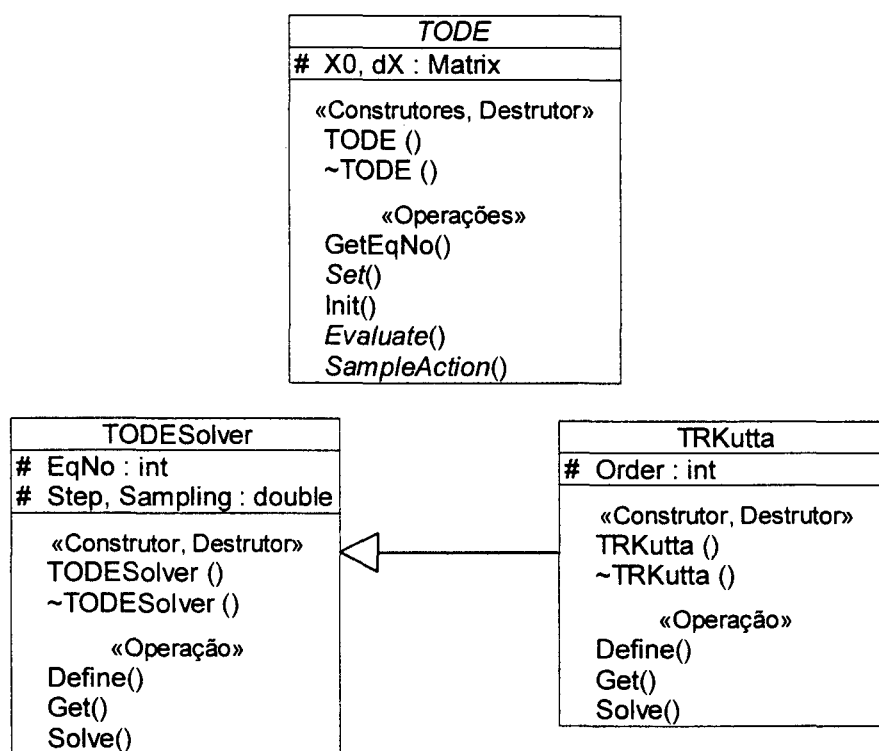 TODE
# X0, dX : Matrix
«Construtores, Destrutor»
TODE ()
~TODE ()
«Operações»
GetEqNo()
Set()
Init()
Evaluate()
SampleAction()
TODESolver
# EqNo : int
# Step, Sampling : double
«Construtor, Destrutor»
TODESolver ()
~TODESolver ()
«Operação»
Define()
Get()
Solve()
TRKutta
# Order : int
«Construtor, Destrutor»
TRKutta ()
~TRKutta ()
«Operação»
Define()
Get()
Solve()